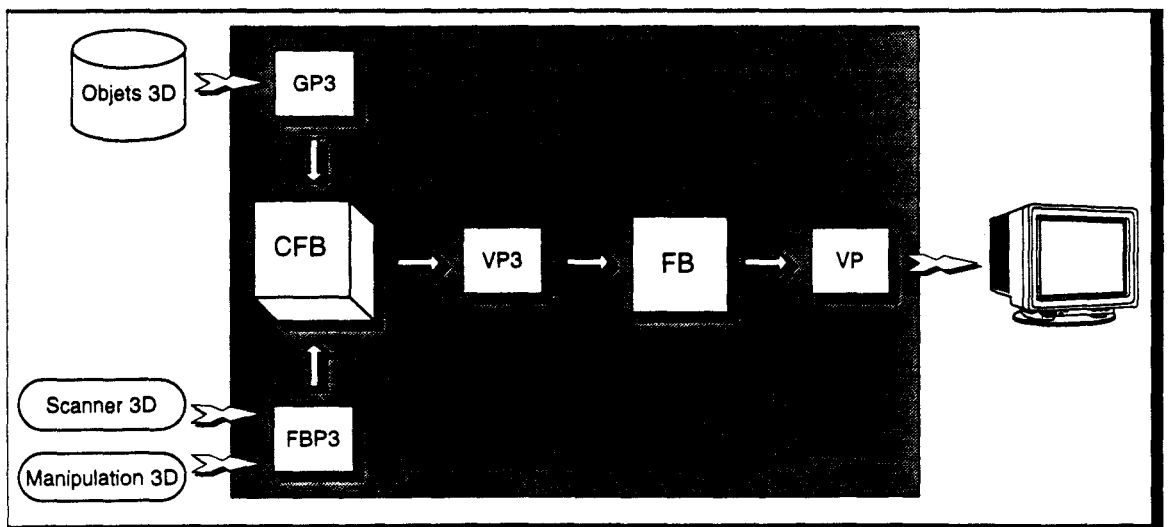 Objets 3D
GP3
CFB
VP3
FB
VP
Scanner 3D
FBP3
Manipulation 3D